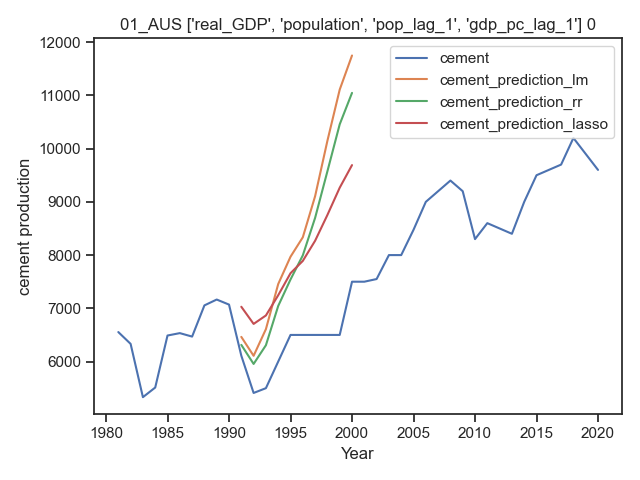 01_AUS ['real_GDP', 'population', 'pop_lag_1', 'gdp_pc_lag_1'] 0
12000
11000
10000
9000
8000
7000
6000
cement production
cement
cement_prediction_lm
cement_prediction_rr
cement_prediction_lasso
1980 1985 1990 1995 2000 2005 2010 2015 2020
Year